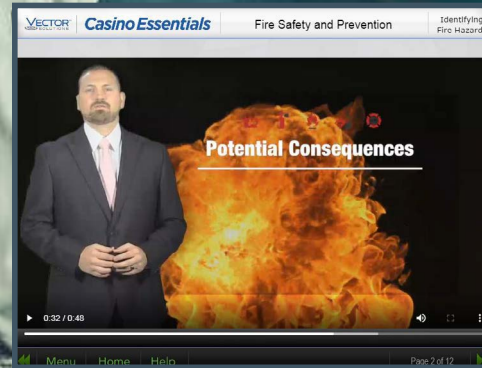 VECTOR SOLUTIONS Casino Essentials Fire Safety and Prevention
Identifying
Fire Hazard
Potential Consequences
0:32 / 0:48
Menu Home Help Page 2 of 12